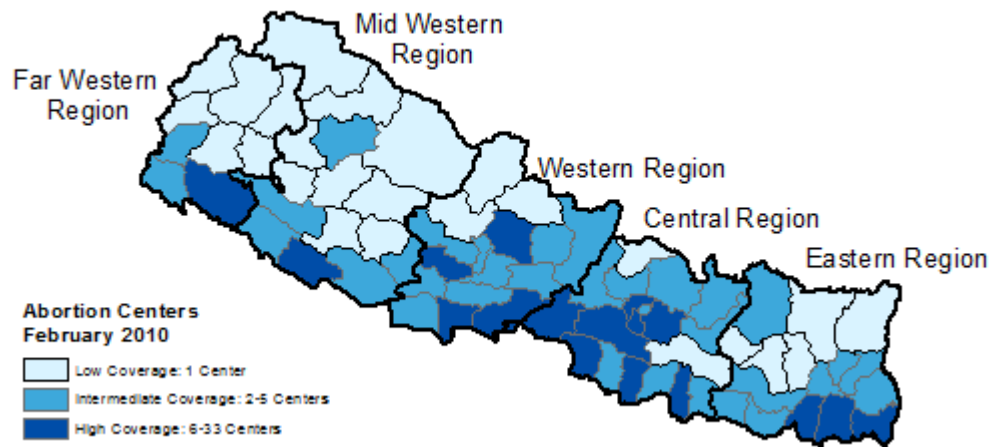 Mid Western
Region
Far Western
Region
Western Region
Central Region
Eastern Region
Abortion Centers
February 2010
Low Coverage: 1 Center
Intermediate Coverage: 2-5 Centers
High Coverage: 6-33 Centers